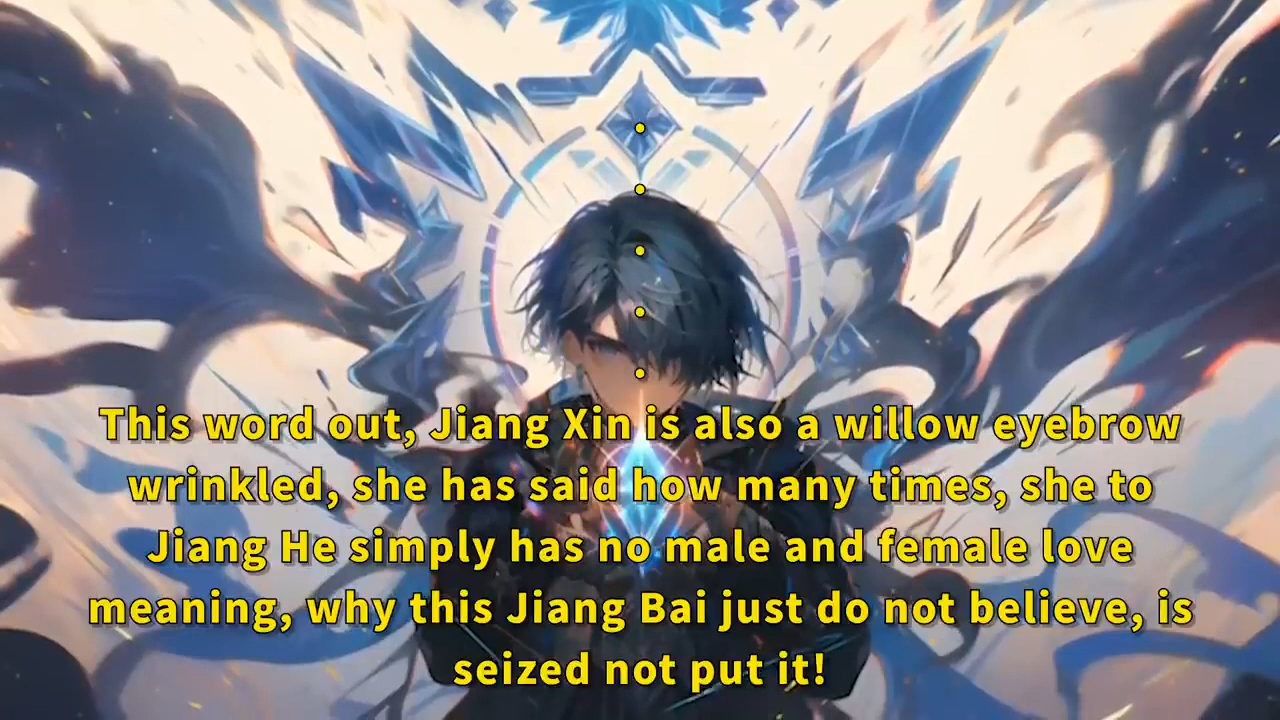 .
.
.
.
.
This word out, Jiang Xin is also a willow eyebrow
wrinkled, she has said how many times, she to
Jiang He simply has no male and female love
meaning, why this Jiang Bai just do not believe, is
seized not put it!